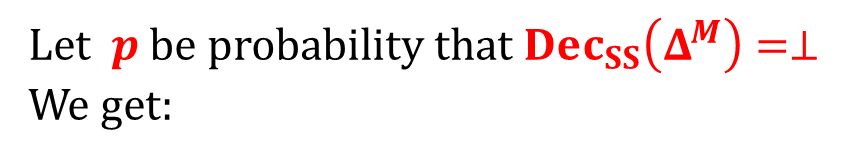 Let p be probability that Dec_SS(Δ^M) =⊥
We get: